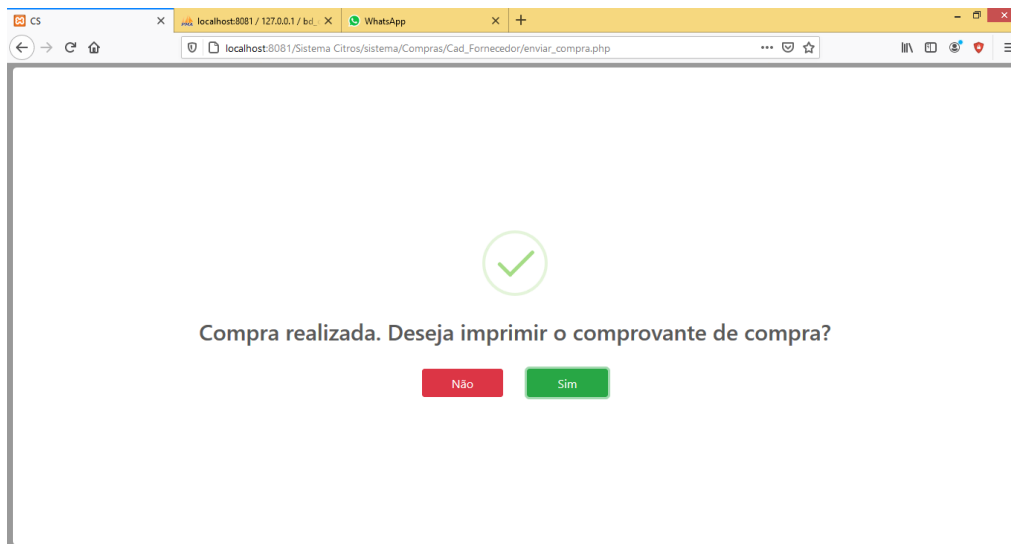 CS
localhost:8081 / 127.0.0.1 / bd_
WhatsApp
localhost:8081/Sistema Citros/sistema/Compras/Cad_Fornecedor/enviar_compra.php
Compra realizada. Deseja imprimir o comprovante de compra?
Não
Sim